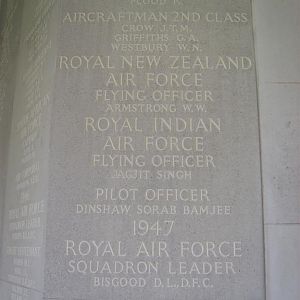 FLOOD R.
AIRCRAFTMAN 2ND CLASS
CROW J.T.M.
GRIFFITHS G.A.
WESTBURY W.N.
ROYAL NEW ZEALAND
AIR FORCE
FLYING OFFICER
ARMSTRONG W.W.
ROYAL INDIAN
AIR FORCE
FLYING OFFICER
JAGJIT SINGH
PILOT OFFICER
DINSHAW SORAB BAMJEE
1947
ROYAL AIR FORCE
SQUADRON LEADER
BISGOOD D.L., D.F.C.